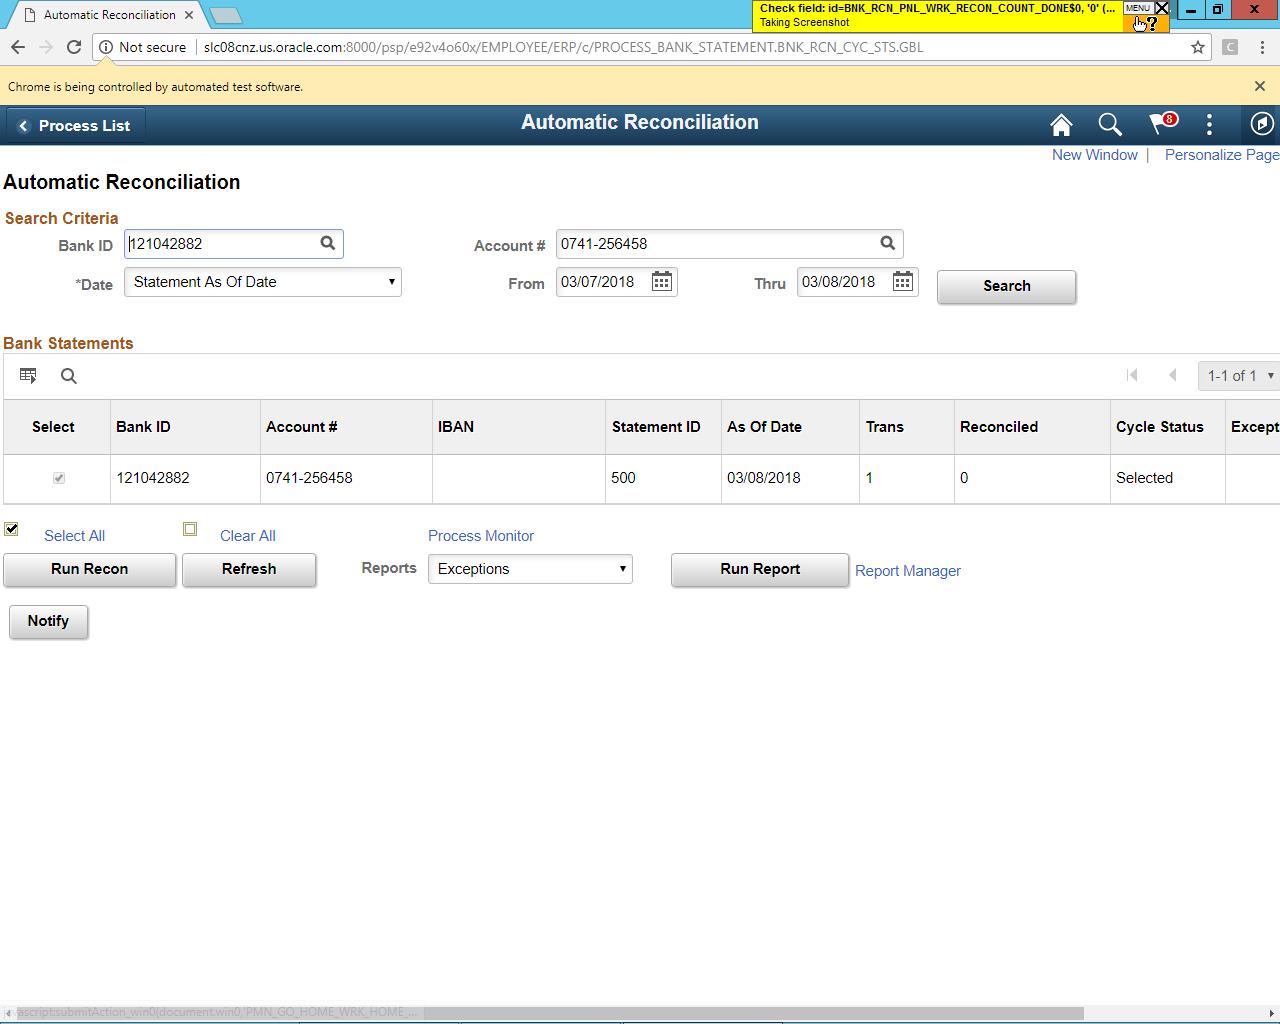 Automatic Reconciliation
Check field: id=BNK_RCN_PNL_WRK_RECON_COUNT_DONE$0, '0' (...
MENU
Taking Screenshot
Not secure
slc08cnz.us.oracle.com:8000/psp/e92v4o60x/EMPLOYEE/ERP/c/PROCESS_BANK_STATEMENT.BNK_RCN_CYC_STS.GBL
C
Chrome is being controlled by automated test software.
Process List
Automatic Reconciliation
8
New Window | Personalize Page
Automatic Reconciliation
Search Criteria
Bank ID 121042882 Account # 0741-256458
*Date Statement As Of Date From 03/07/2018 Thru 03/08/2018 Search
Bank Statements
1-1 of 1
Select Bank ID Account # IBAN Statement ID As Of Date Trans Reconciled Cycle Status Except
121042882 0741-256458 500 03/08/2018 1 0 Selected
Select All Clear All Process Monitor
Run Recon Refresh Reports Exceptions Run Report Report Manager
Notify
vascript:submitAction_win0(document.win0,'PMN_GO_HOME_WRK_HOME_...